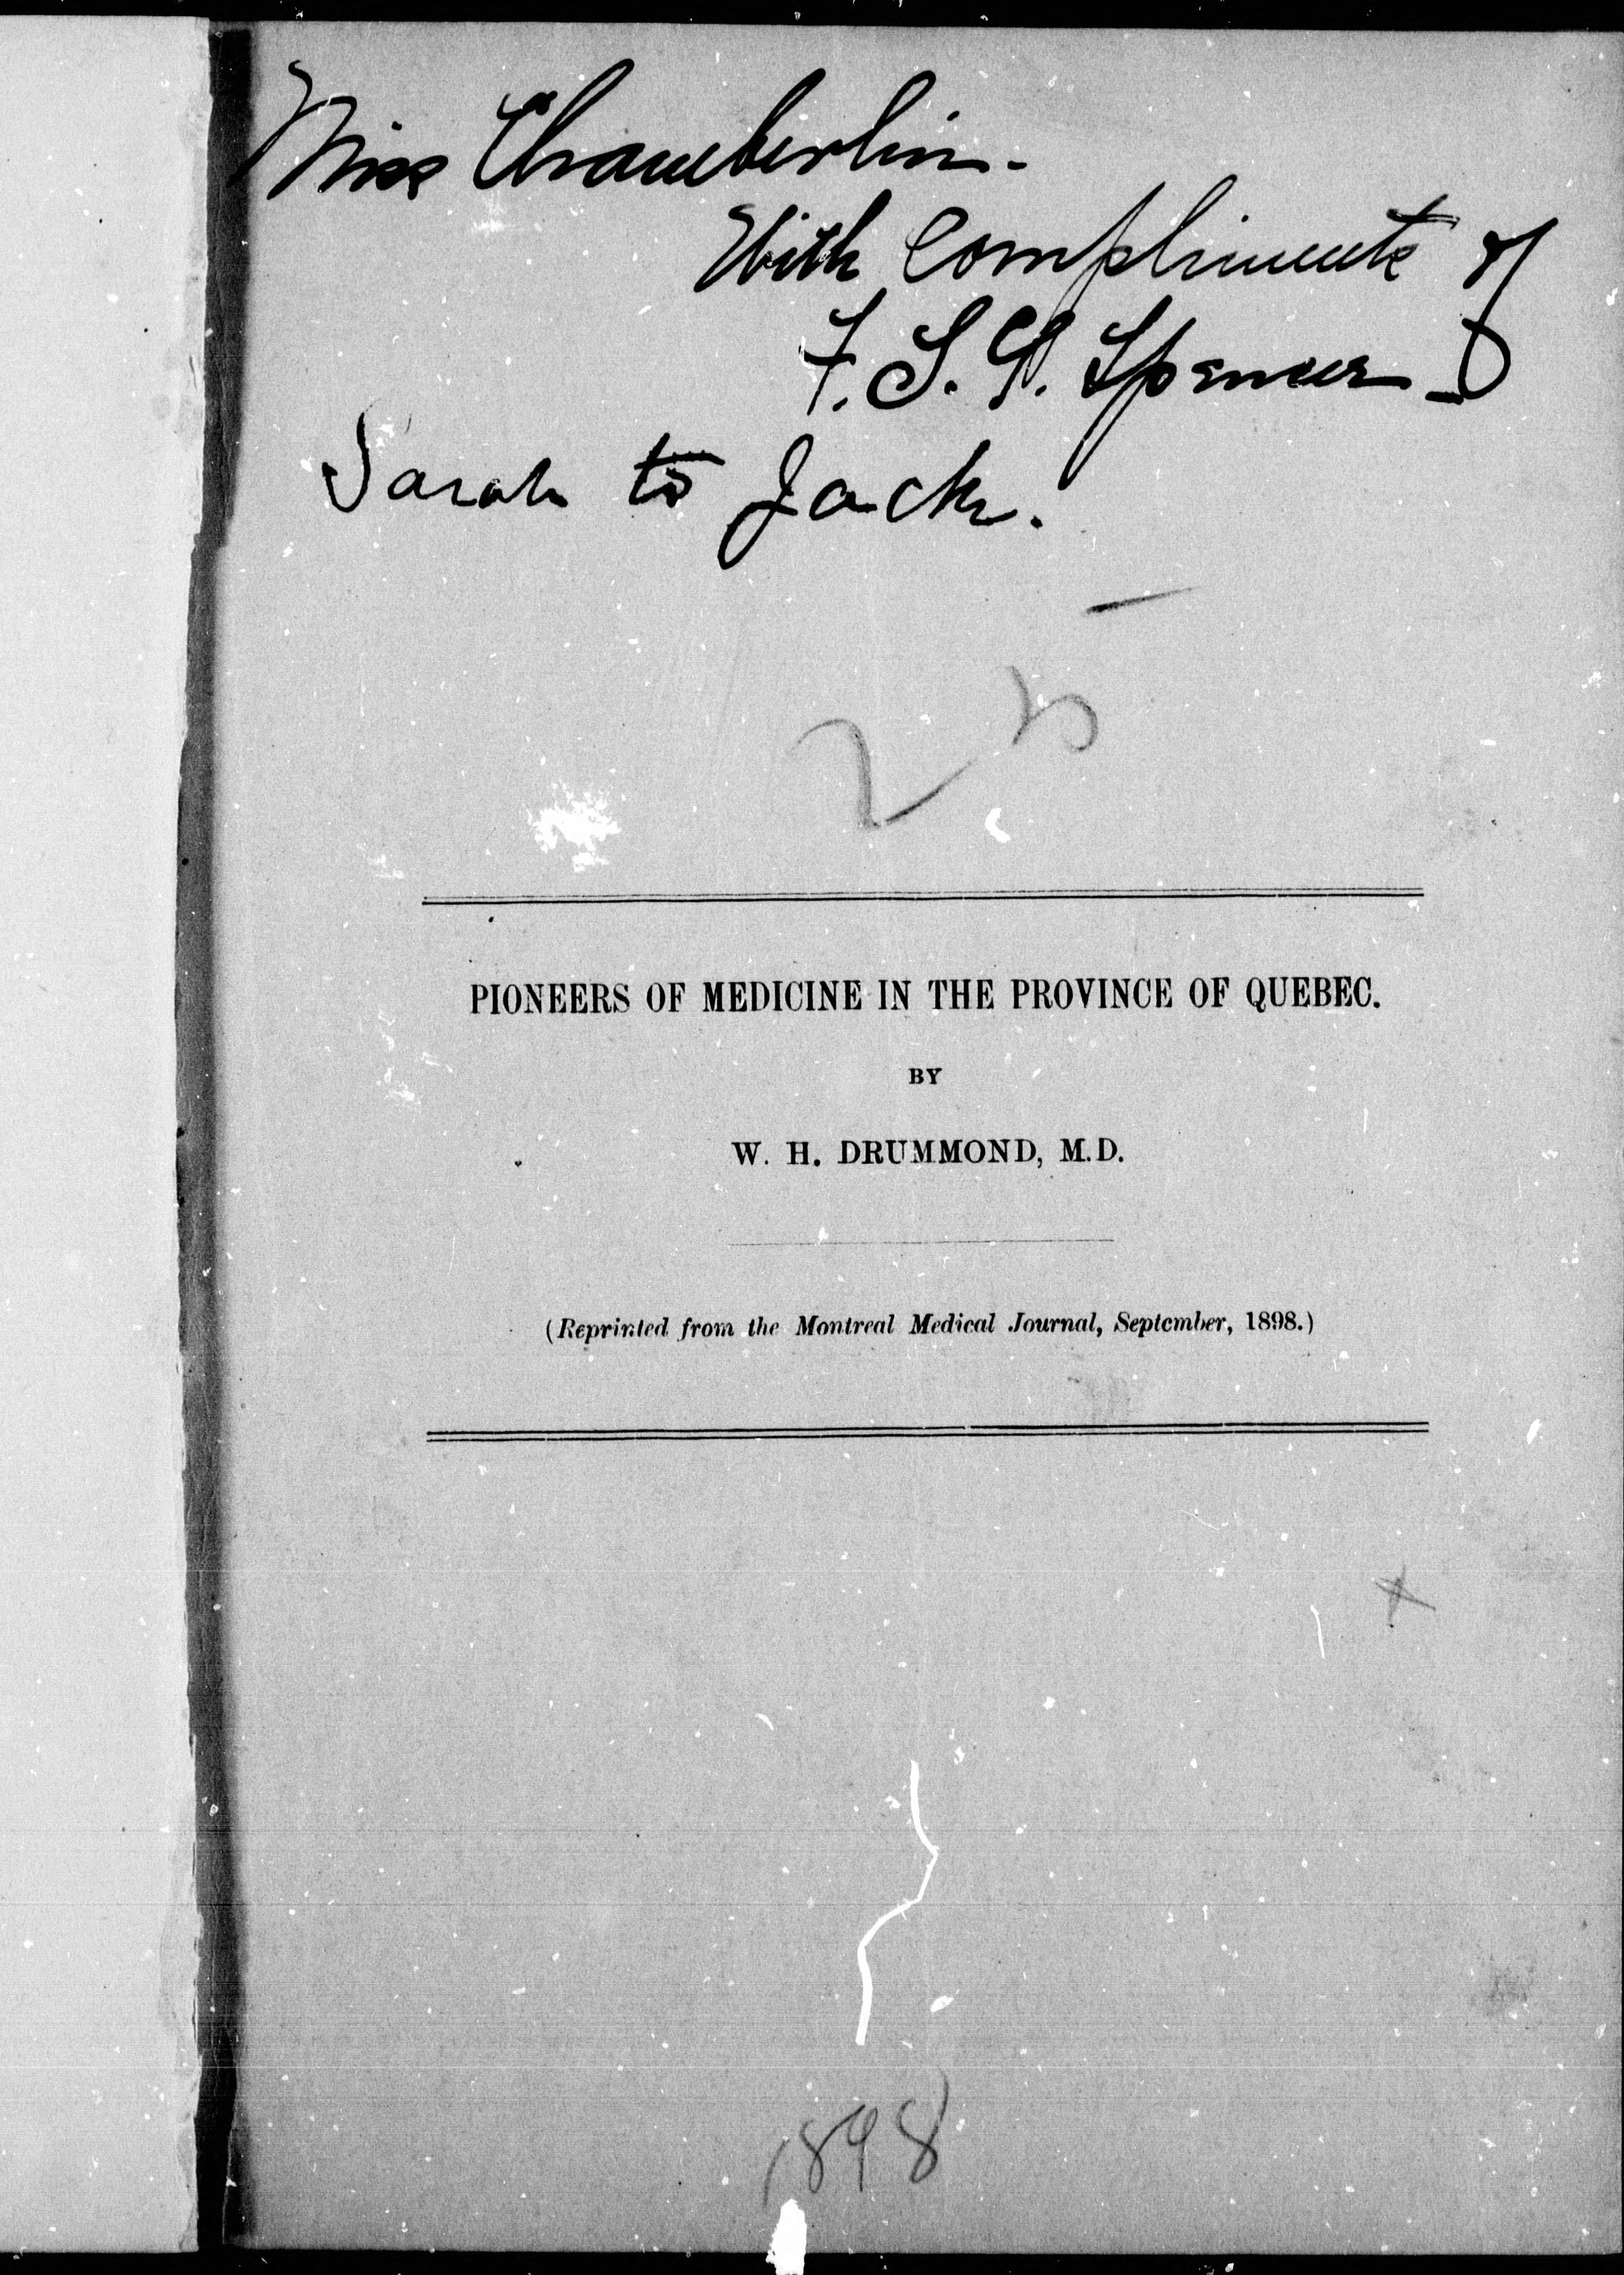 Miss Chamberlin.
With Compliments of
F. S. G. Spencer
Sarah to Jack.
25
PIONEERS OF MEDICINE IN THE PROVINCE OF QUEBEC.
BY
W. H. DRUMMOND, M.D.
(Reprinted from the Montreal Medical Journal, September, 1898.)
1898